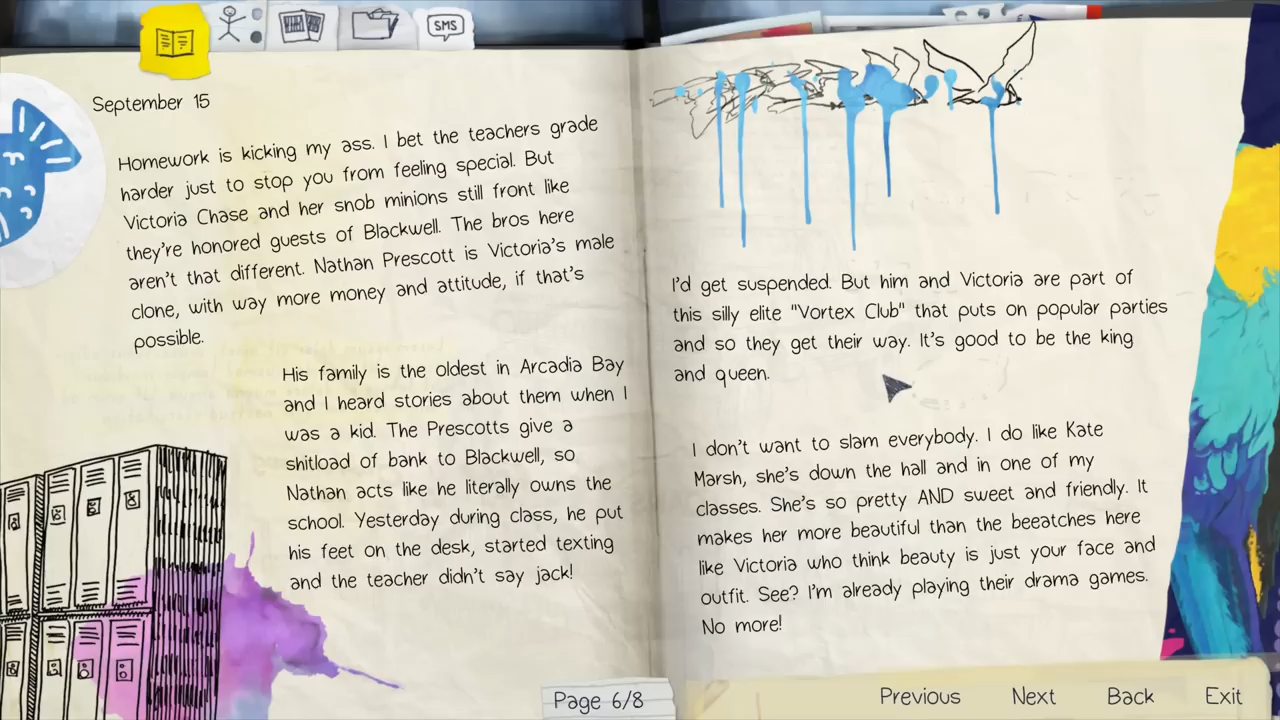 SMS
September 15
Homework is kicking my ass. I bet the teachers grade
harder just to stop you from feeling special. But
Victoria Chase and her snob minions still front like
they're honored guests of Blackwell. The bros here
aren't that different. Nathan Prescott is Victoria's male
clone, with way more money and attitude, if that's
possible.
His family is the oldest in Arcadia Bay
and I heard stories about them when I
was a kid. The Prescotts give a
shitload of bank to Blackwell, so
Nathan acts like he literally owns the
school. Yesterday during class, he put
his feet on the desk, started texting
and the teacher didn't say jack!
I'd get suspended. But him and Victoria are part of
this silly elite "Vortex Club" that puts on popular parties
and so they get their way. It's good to be the king
and queen.
I don't want to slam everybody. I do like Kate
Marsh, she's down the hall and in one of my
classes. She's so pretty AND sweet and friendly. It
makes her more beautiful than the beeatches here
like Victoria who think beauty is just your face and
outfit. See? I'm already playing their drama games.
No more!
Page 6/8
Previous Next Back Exit